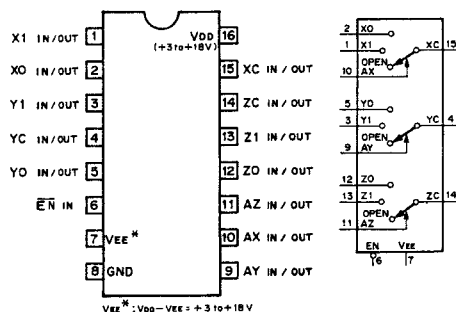 X1 IN/OUT 1
X0 IN/OUT 2
Y1 IN/OUT 3
YC IN/OUT 4
Y0 IN/OUT 5
EN IN 6
7 VEE*
8 GND
VDD 16
(+3 to +18V)
15 XC IN/OUT
14 ZC IN/OUT
13 Z1 IN/OUT
12 Z0 IN/OUT
11 AZ IN/OUT
10 AX IN/OUT
9 AY IN/OUT
VEE* : VDD-VEE = +3 to +18V
2 X0
1 X1 XC 15
OPEN
10 AX
5 Y0
3 Y1 YC 4
OPEN
9 AY
12 Z0
13 Z1 ZC 14
OPEN
11 AZ
EN VEE
6 7